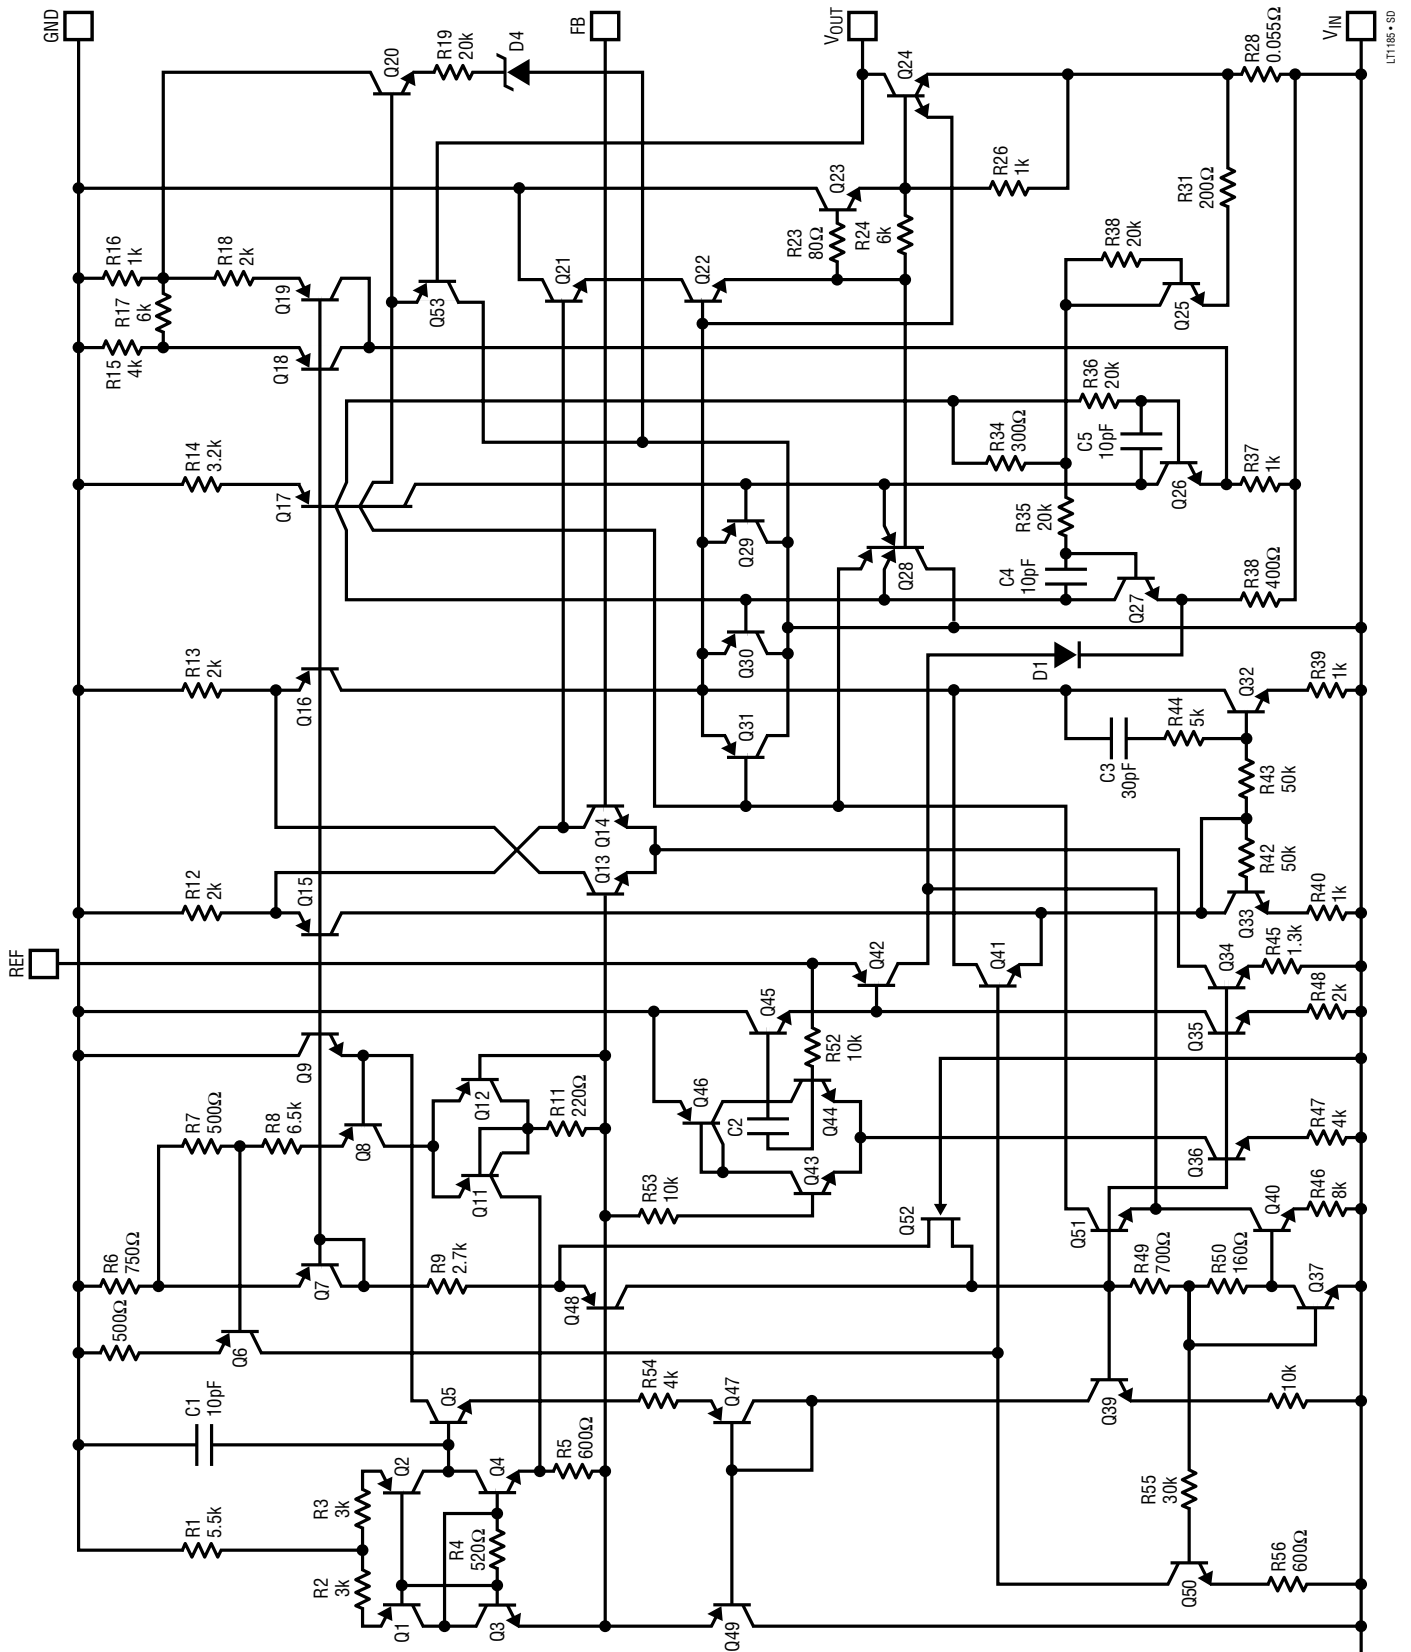 GND
FB
VOUT
VIN
LT1185 • SD
REF
Q20
R19
20k
D4
Q24
R28
0.055Ω
R16
1k
R17
6k
R18
2k
R15
4k
Q19
Q18
Q53
Q21
Q22
Q23
R23
80Ω
R24
6k
R26
1k
R31
200Ω
R38
20k
Q25
R36
20k
R34
300Ω
C5
10pF
Q26
R37
1k
R35
20k
C4
10pF
Q27
R38
400Ω
R14
3.2k
Q17
Q29
Q28
Q30
D1
R13
2k
Q16
Q31
Q32
R39
1k
C3
30pF
R44
5k
R43
50k
R12
2k
Q15
Q13
Q14
R42
50k
Q33
R40
1k
Q34
R45
1.3k
Q42
Q41
Q45
Q35
R48
2k
Q9
R52
10k
R7
500Ω
R8
6.5k
Q8
Q12
Q11
R11
220Ω
Q46
C2
Q44
Q43
Q36
R47
4k
R53
10k
Q52
Q51
Q40
R46
8k
R6
750Ω
Q7
R9
2.7k
Q48
R49
700Ω
R50
160Ω
Q37
500Ω
Q6
C1
10pF
Q5
R54
4k
Q47
Q39
10k
R3
3k
Q2
Q4
R5
600Ω
R1
5.5k
R2
3k
R4
520Ω
Q1
Q3
Q49
R55
30k
Q50
R56
600Ω